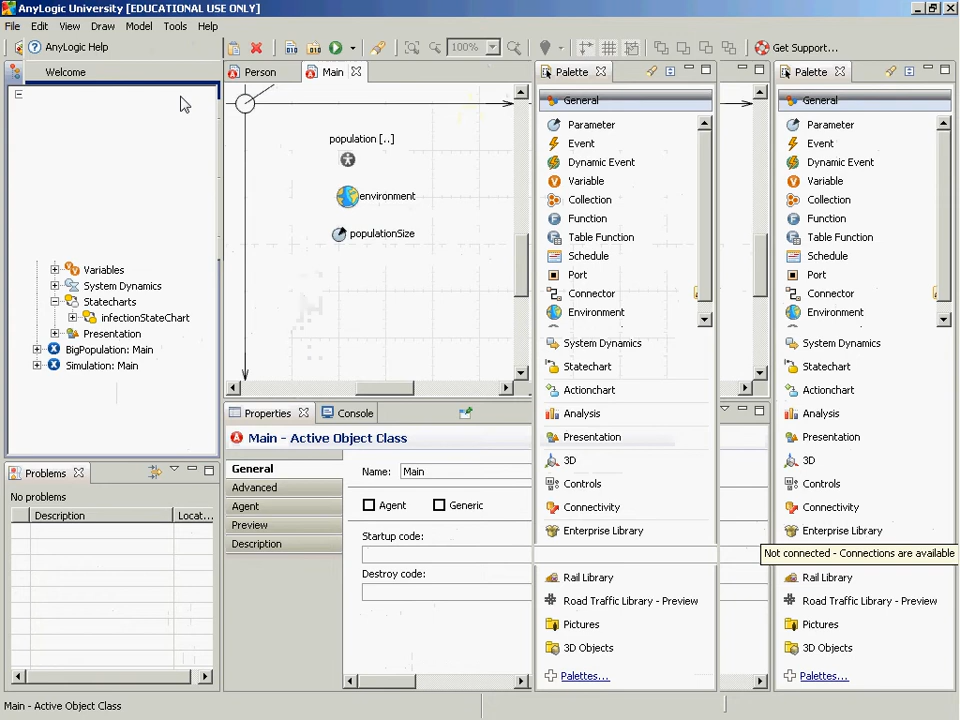 AnyLogic University [EDUCATIONAL USE ONLY]
File Edit View Draw Model Tools Help
AnyLogic Help
100%
Get Support...
Welcome
Person
Main
Palette
Palette
General
General
population [..]
environment
populationSize
Parameter
Event
Dynamic Event
Variable
Collection
Function
Table Function
Schedule
Port
Connector
Environment
System Dynamics
Statechart
Actionchart
Analysis
Presentation
3D
Controls
Connectivity
Enterprise Library
Rail Library
Road Traffic Library - Preview
Pictures
3D Objects
Palettes...
Parameter
Event
Dynamic Event
Variable
Collection
Function
Table Function
Schedule
Port
Connector
Environment
System Dynamics
Statechart
Actionchart
Analysis
Presentation
3D
Controls
Connectivity
Enterprise Library
Not connected - Connections are available
Rail Library
Road Traffic Library - Preview
Pictures
3D Objects
Palettes...
Variables
System Dynamics
Statecharts
infectionStateChart
Presentation
BigPopulation: Main
Simulation: Main
Properties
Console
Main - Active Object Class
General
Advanced
Agent
Preview
Description
Name:
Main
Agent
Generic
Startup code:
Destroy code:
Problems
No problems
Description
Locat...
Main - Active Object Class